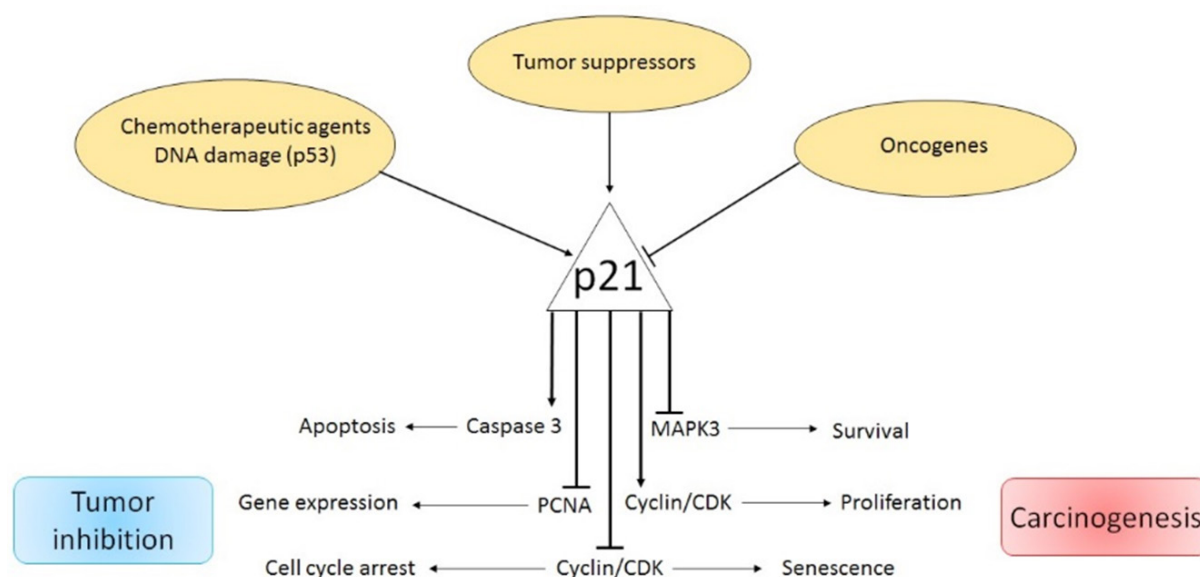 Tumor suppressors
Chemotherapeutic agents
DNA damage (p53)
Oncogenes
p21
Apoptosis
Caspase 3
MAPK3
Survival
Gene expression
PCNA
Cyclin/CDK
Proliferation
Tumor
inhibition
Carcinogenesis
Cell cycle arrest
Cyclin/CDK
Senescence